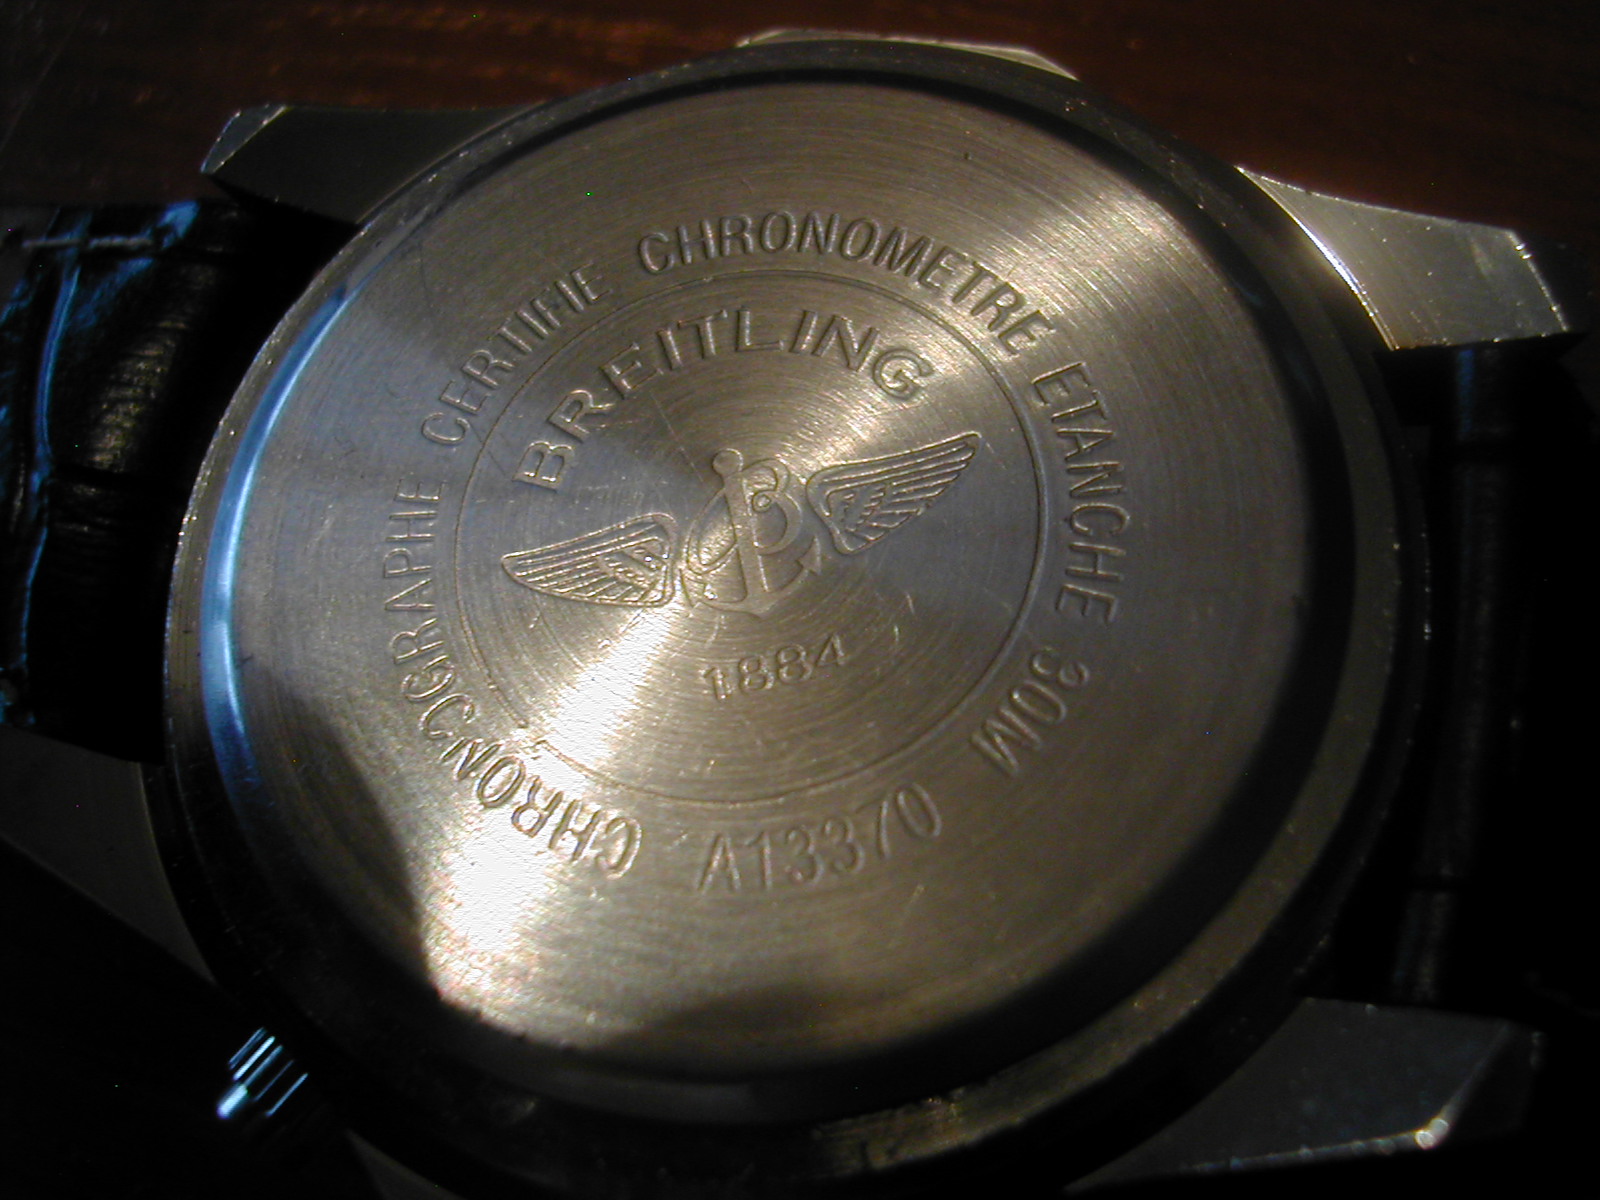 CHRONOGRAPHE CERTIFIE CHRONOMETRE ETANCHE 30M
BREITLING
1884
A13370